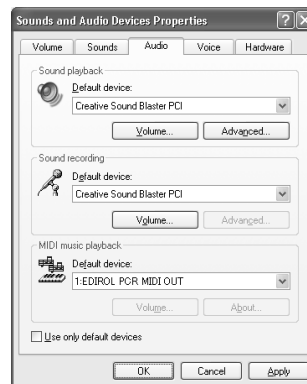 Sounds and Audio Devices Properties
Volume Sounds Audio Voice Hardware
Sound playback
Default device:
Creative Sound Blaster PCI
Volume... Advanced...
Sound recording
Default device:
Creative Sound Blaster PCI
Volume... Advanced...
MIDI music playback
Default device:
1:EDIROL PCR MIDI OUT
Volume... About...
Use only default devices
OK Cancel Apply